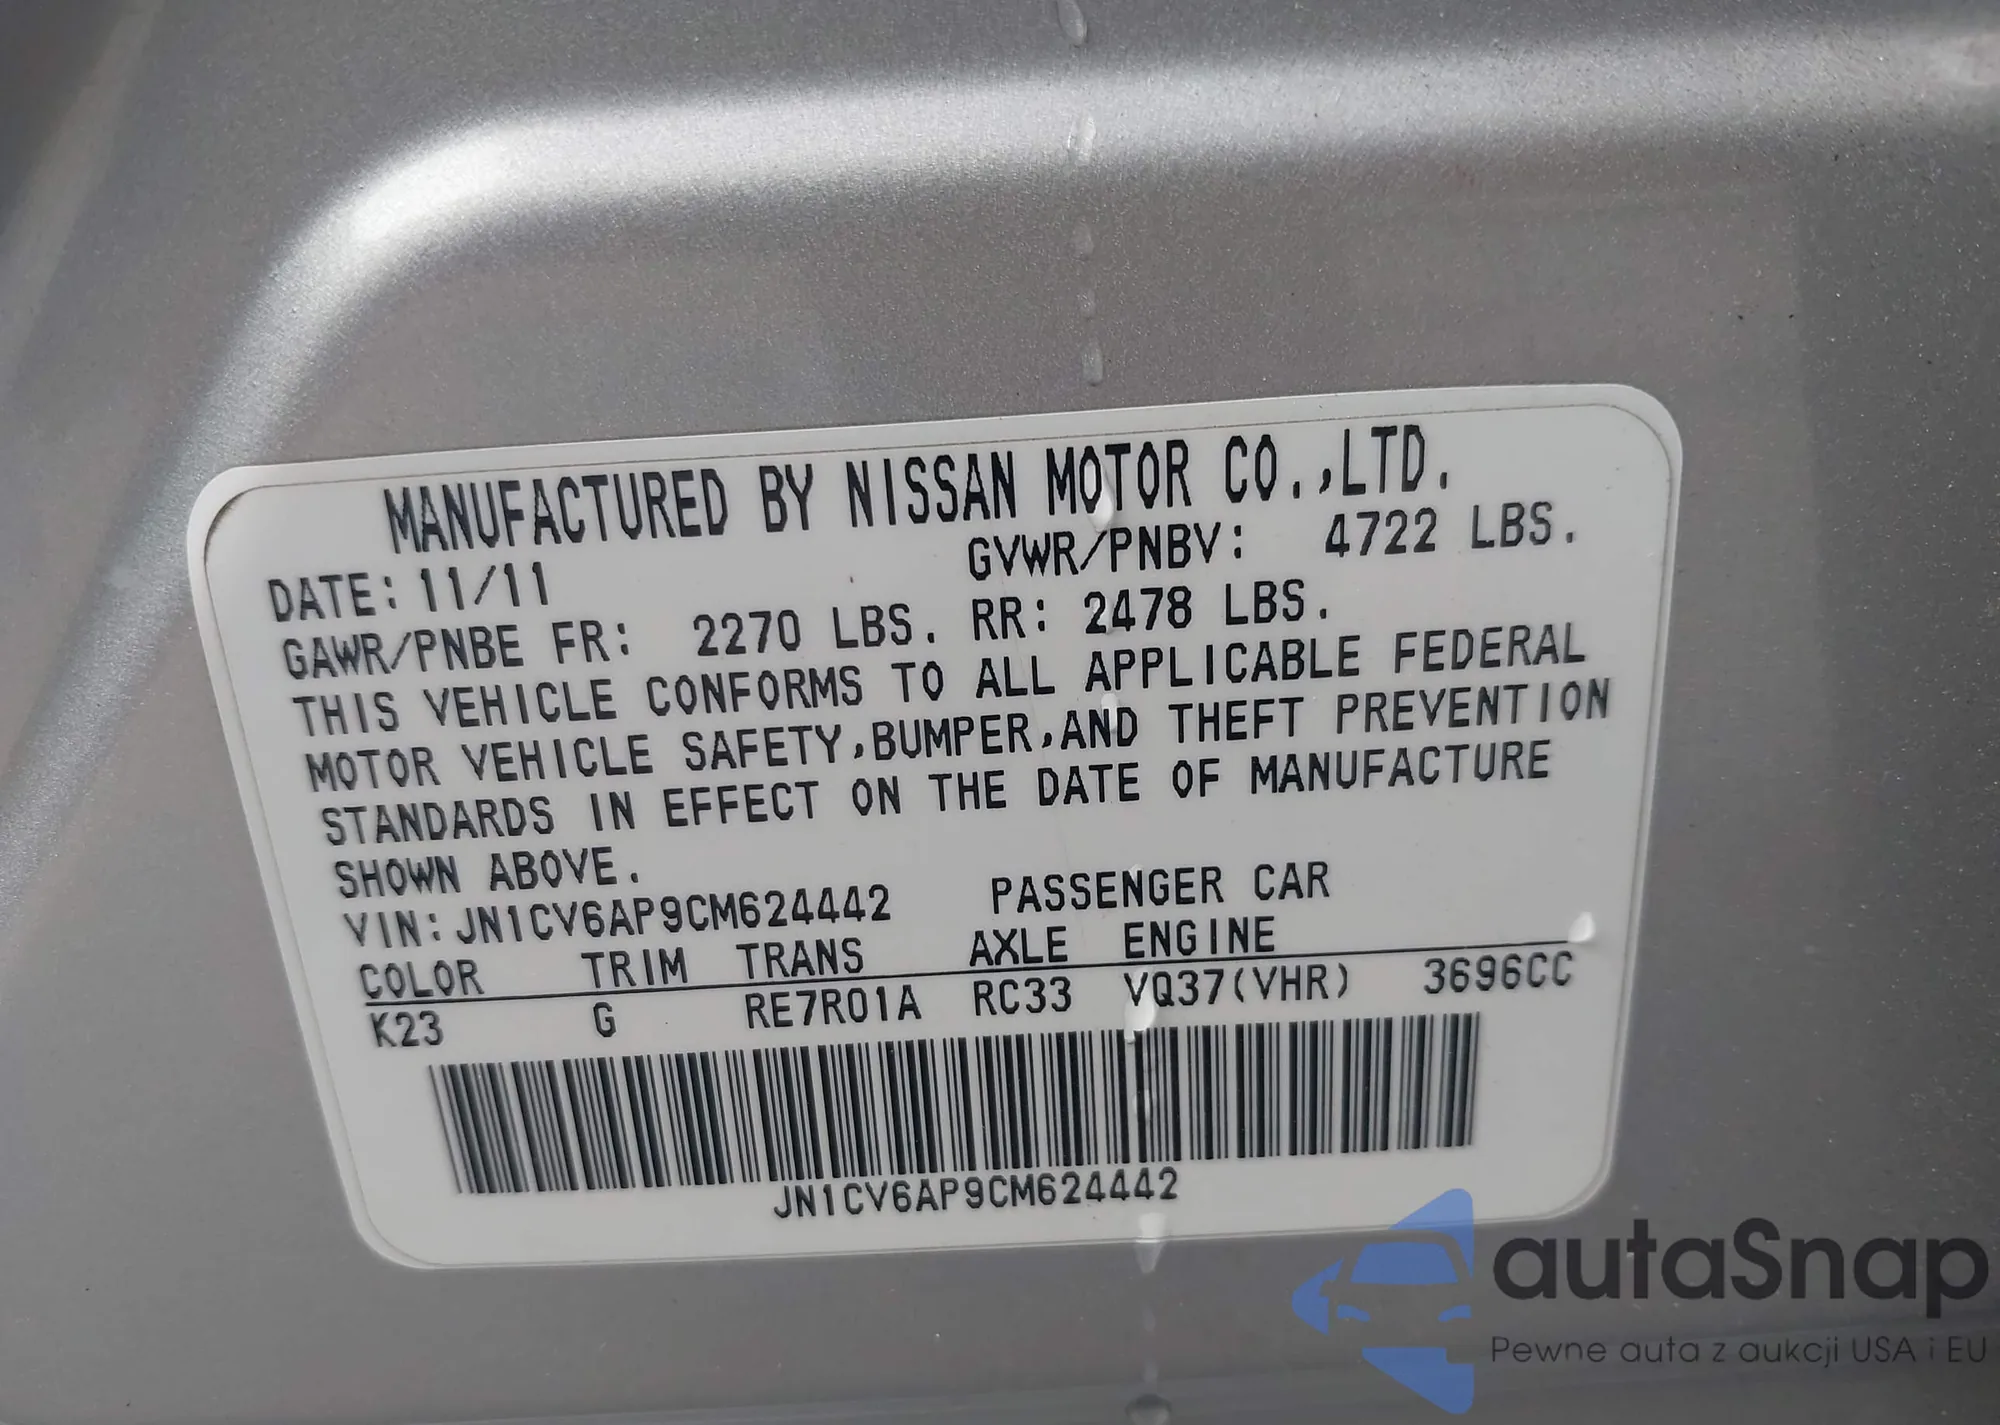 MANUFACTURED BY NISSAN MOTOR CO.,LTD.
DATE: 11/11 GVWR/PNBV: 4722 LBS.
GAWR/PNBE FR: 2270 LBS. RR: 2478 LBS.
THIS VEHICLE CONFORMS TO ALL APPLICABLE FEDERAL
MOTOR VEHICLE SAFETY,BUMPER,AND THEFT PREVENTION
STANDARDS IN EFFECT ON THE DATE OF MANUFACTURE
SHOWN ABOVE.
VIN:JN1CV6AP9CM624442 PASSENGER CAR
COLOR TRIM TRANS AXLE ENGINE
K23 G RE7R01A RC33 VQ37(VHR) 3696CC
JN1CV6AP9CM624442
autaSnap
Pewne auta z aukcji USA i EU